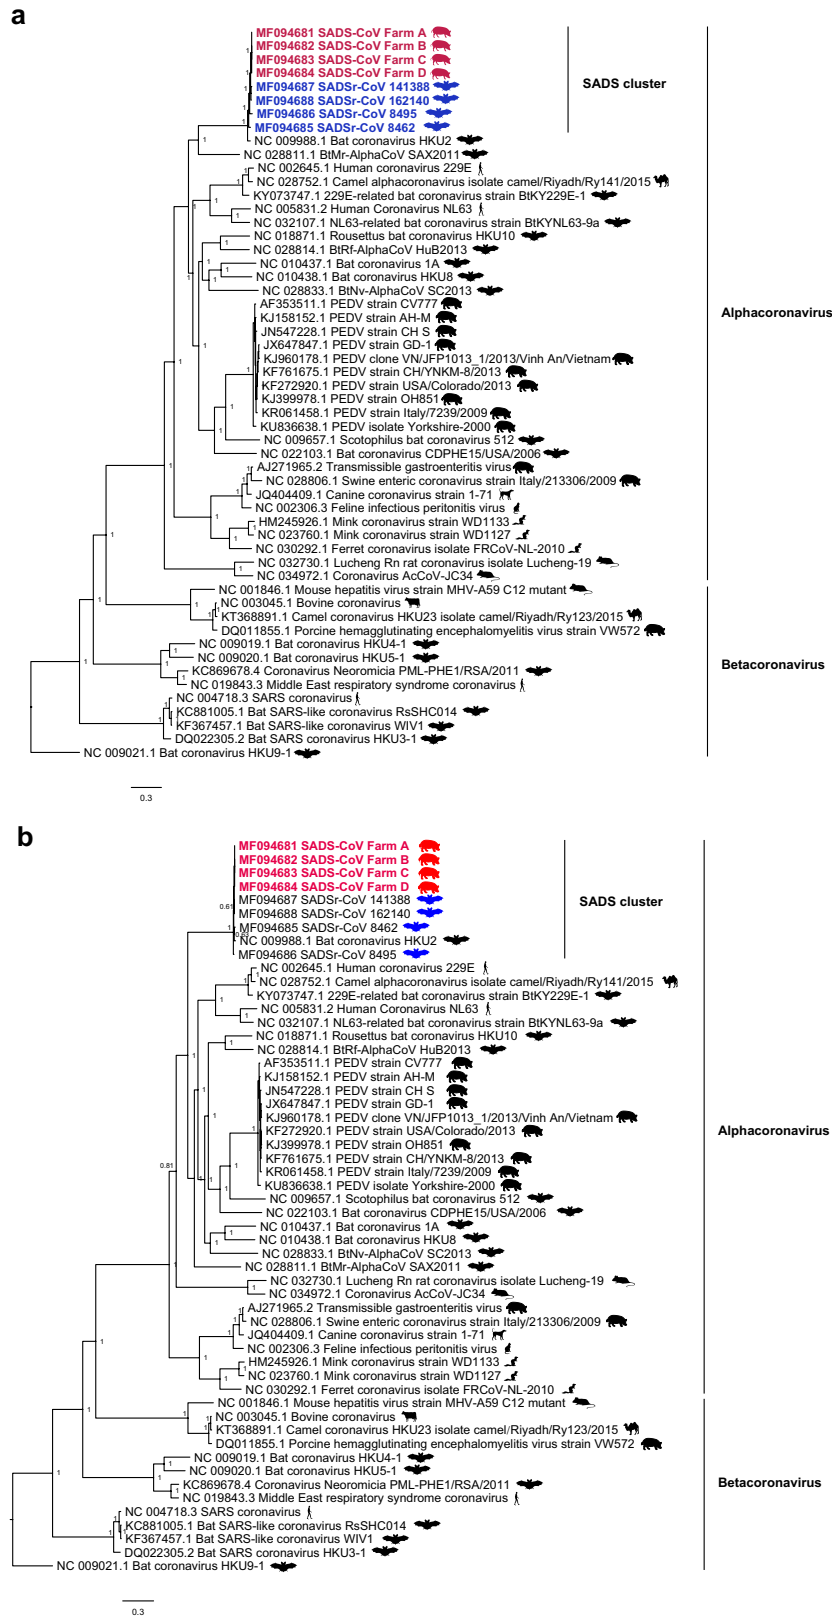 a
MF094681 SADS-CoV Farm A
MF094682 SADS-CoV Farm B
MF094683 SADS-CoV Farm C
MF094684 SADS-CoV Farm D
MF094687 SADSr-CoV 141388
MF094688 SADSr-CoV 162140
MF094686 SADSr-CoV 8495
MF094685 SADSr-CoV 8462
SADS cluster
NC 009988.1 Bat coronavirus HKU2
NC 028811.1 BtMr-AlphaCoV SAX2011
NC 002645.1 Human coronavirus 229E
NC 028752.1 Camel alphacoronavirus isolate camel/Riyadh/Ry141/2015
KY073747.1 229E-related bat coronavirus strain BtKY229E-1
NC 005831.2 Human Coronavirus NL63
NC 032107.1 NL63-related bat coronavirus strain BtKYNL63-9a
NC 018871.1 Rousettus bat coronavirus HKU10
NC 028814.1 BtRf-AlphaCoV HuB2013
NC 010437.1 Bat coronavirus 1A
NC 010438.1 Bat coronavirus HKU8
NC 028833.1 BtNv-AlphaCoV SC2013
AF353511.1 PEDV strain CV777
KJ158152.1 PEDV strain AH-M
JN547228.1 PEDV strain CH S
JX647847.1 PEDV strain GD-1
KJ960178.1 PEDV clone VN/JFP1013_1/2013/Vinh An/Vietnam
KF761675.1 PEDV strain CH/YNKM-8/2013
KF272920.1 PEDV strain USA/Colorado/2013
KJ399978.1 PEDV strain OH851
KR061458.1 PEDV strain Italy/7239/2009
KU836638.1 PEDV isolate Yorkshire-2000
NC 009657.1 Scotophilus bat coronavirus 512
NC 022103.1 Bat coronavirus CDPHE15/USA/2006
AJ271965.2 Transmissible gastroenteritis virus
NC 028806.1 Swine enteric coronavirus strain Italy/213306/2009
JQ404409.1 Canine coronavirus strain 1-71
NC 002306.3 Feline infectious peritonitis virus
HM245926.1 Mink coronavirus strain WD1133
NC 023760.1 Mink coronavirus strain WD1127
NC 030292.1 Ferret coronavirus isolate FRCoV-NL-2010
NC 032730.1 Lucheng Rn rat coronavirus isolate Lucheng-19
NC 034972.1 Coronavirus AcCoV-JC34
Alphacoronavirus
NC 001846.1 Mouse hepatitis virus strain MHV-A59 C12 mutant
NC 003045.1 Bovine coronavirus
KT368891.1 Camel coronavirus HKU23 isolate camel/Riyadh/Ry123/2015
DQ011855.1 Porcine hemagglutinating encephalomyelitis virus strain VW572
NC 009019.1 Bat coronavirus HKU4-1
NC 009020.1 Bat coronavirus HKU5-1
KC869678.4 Coronavirus Neoromicia PML-PHE1/RSA/2011
NC 019843.3 Middle East respiratory syndrome coronavirus
NC 004718.3 SARS coronavirus
KC881005.1 Bat SARS-like coronavirus RsSHC014
KF367457.1 Bat SARS-like coronavirus WIV1
DQ022305.2 Bat SARS coronavirus HKU3-1
NC 009021.1 Bat coronavirus HKU9-1
Betacoronavirus
0.3
b
MF094681 SADS-CoV Farm A
MF094682 SADS-CoV Farm B
MF094683 SADS-CoV Farm C
MF094684 SADS-CoV Farm D
MF094687 SADSr-CoV 141388
MF094688 SADSr-CoV 162140
MF094685 SADSr-CoV 8462
NC 009988.1 Bat coronavirus HKU2
MF094686 SADSr-CoV 8495
SADS cluster
0.61
NC 002645.1 Human coronavirus 229E
NC 028752.1 Camel alphacoronavirus isolate camel/Riyadh/Ry141/2015
KY073747.1 229E-related bat coronavirus strain BtKY229E-1
NC 005831.2 Human Coronavirus NL63
NC 032107.1 NL63-related bat coronavirus strain BtKYNL63-9a
NC 018871.1 Rousettus bat coronavirus HKU10
NC 028814.1 BtRf-AlphaCoV HuB2013
AF353511.1 PEDV strain CV777
KJ158152.1 PEDV strain AH-M
JN547228.1 PEDV strain CH S
JX647847.1 PEDV strain GD-1
KJ960178.1 PEDV clone VN/JFP1013_1/2013/Vinh An/Vietnam
KF272920.1 PEDV strain USA/Colorado/2013
KJ399978.1 PEDV strain OH851
KF761675.1 PEDV strain CH/YNKM-8/2013
KR061458.1 PEDV strain Italy/7239/2009
KU836638.1 PEDV isolate Yorkshire-2000
NC 009657.1 Scotophilus bat coronavirus 512
NC 022103.1 Bat coronavirus CDPHE15/USA/2006
NC 010437.1 Bat coronavirus 1A
NC 010438.1 Bat coronavirus HKU8
NC 028833.1 BtNv-AlphaCoV SC2013
NC 028811.1 BtMr-AlphaCoV SAX2011
NC 032730.1 Lucheng Rn rat coronavirus isolate Lucheng-19
NC 034972.1 Coronavirus AcCoV-JC34
AJ271965.2 Transmissible gastroenteritis virus
NC 028806.1 Swine enteric coronavirus strain Italy/213306/2009
JQ404409.1 Canine coronavirus strain 1-71
NC 002306.3 Feline infectious peritonitis virus
HM245926.1 Mink coronavirus strain WD1133
NC 023760.1 Mink coronavirus strain WD1127
NC 030292.1 Ferret coronavirus isolate FRCoV-NL-2010
0.81
Alphacoronavirus
NC 001846.1 Mouse hepatitis virus strain MHV-A59 C12 mutant
NC 003045.1 Bovine coronavirus
KT368891.1 Camel coronavirus HKU23 isolate camel/Riyadh/Ry123/2015
DQ011855.1 Porcine hemagglutinating encephalomyelitis virus strain VW572
NC 009019.1 Bat coronavirus HKU4-1
NC 009020.1 Bat coronavirus HKU5-1
KC869678.4 Coronavirus Neoromicia PML-PHE1/RSA/2011
NC 019843.3 Middle East respiratory syndrome coronavirus
NC 004718.3 SARS coronavirus
KC881005.1 Bat SARS-like coronavirus RsSHC014
KF367457.1 Bat SARS-like coronavirus WIV1
DQ022305.2 Bat SARS coronavirus HKU3-1
NC 009021.1 Bat coronavirus HKU9-1
Betacoronavirus
0.3